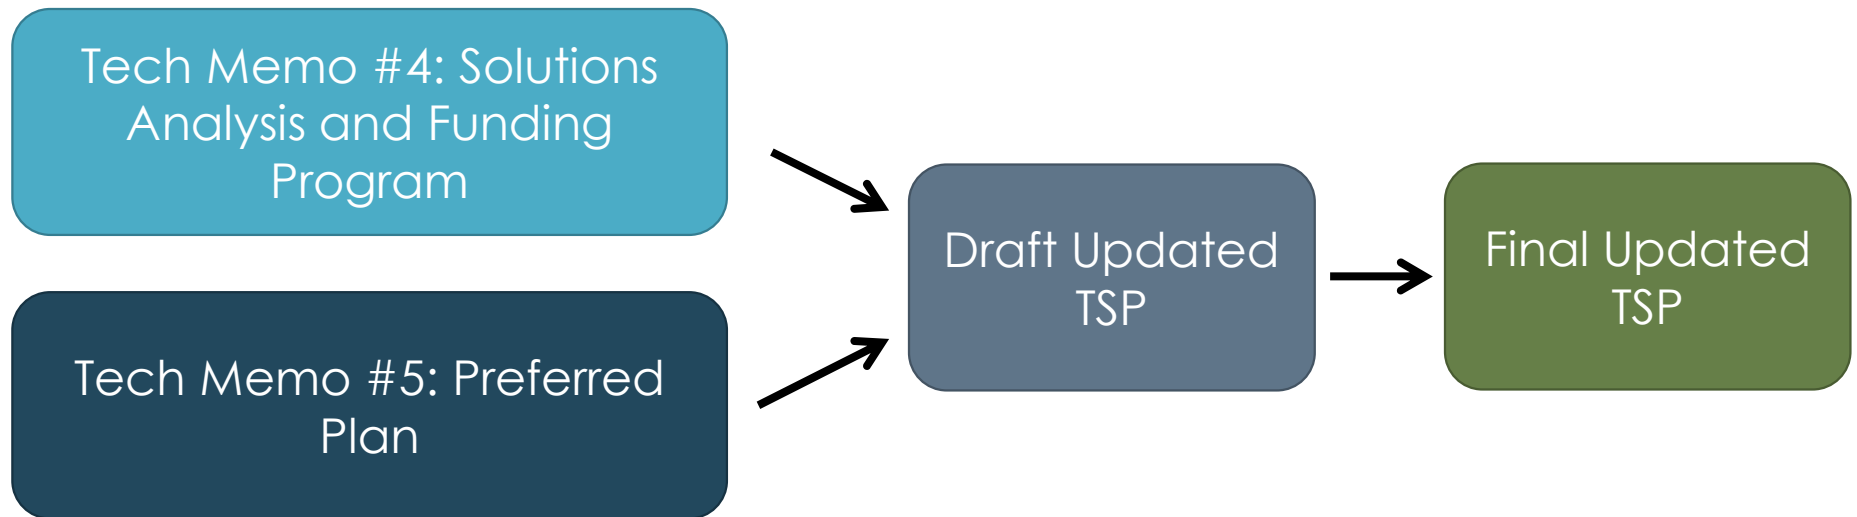 Tech Memo #4: Solutions
Analysis and Funding
Program
Tech Memo #5: Preferred
Plan
Draft Updated
TSP
Final Updated
TSP